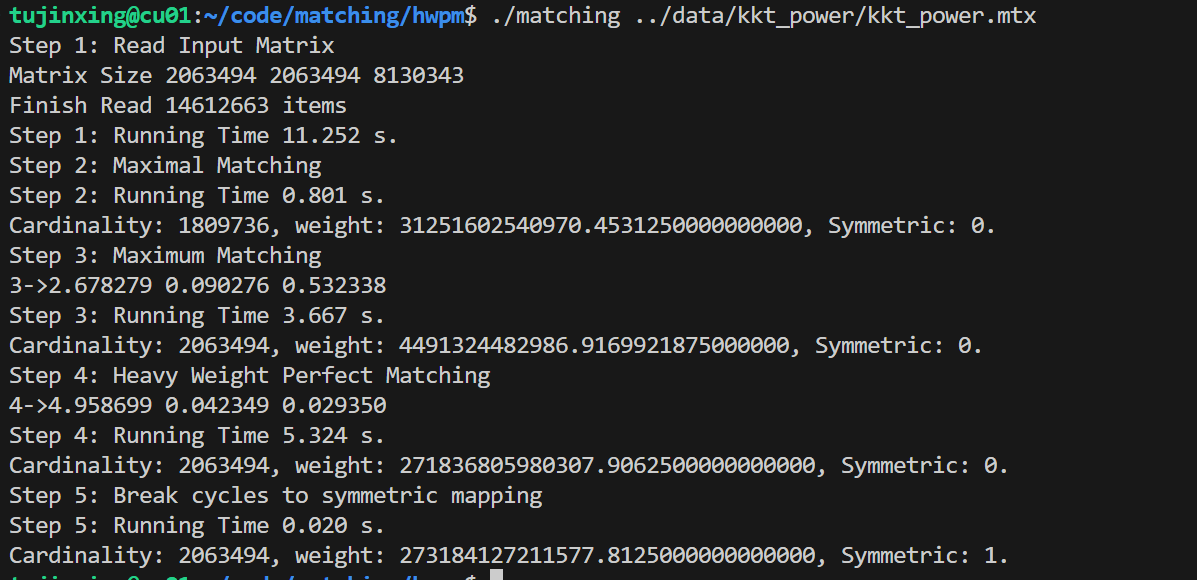 tujinxing@cu01:~/code/matching/hwpm$ ./matching ../data/kkt_power/kkt_power.mtx
Step 1: Read Input Matrix
Matrix Size 2063494 2063494 8130343
Finish Read 14612663 items
Step 1: Running Time 11.252 s.
Step 2: Maximal Matching
Step 2: Running Time 0.801 s.
Cardinality: 1809736, weight: 31251602540970.4531250000000000, Symmetric: 0.
Step 3: Maximum Matching
3->2.678279 0.090276 0.532338
Step 3: Running Time 3.667 s.
Cardinality: 2063494, weight: 4491324482986.9169921875000000, Symmetric: 0.
Step 4: Heavy Weight Perfect Matching
4->4.958699 0.042349 0.029350
Step 4: Running Time 5.324 s.
Cardinality: 2063494, weight: 271836805980307.9062500000000000, Symmetric: 0.
Step 5: Break cycles to symmetric mapping
Step 5: Running Time 0.020 s.
Cardinality: 2063494, weight: 273184127211577.8125000000000000, Symmetric: 1.